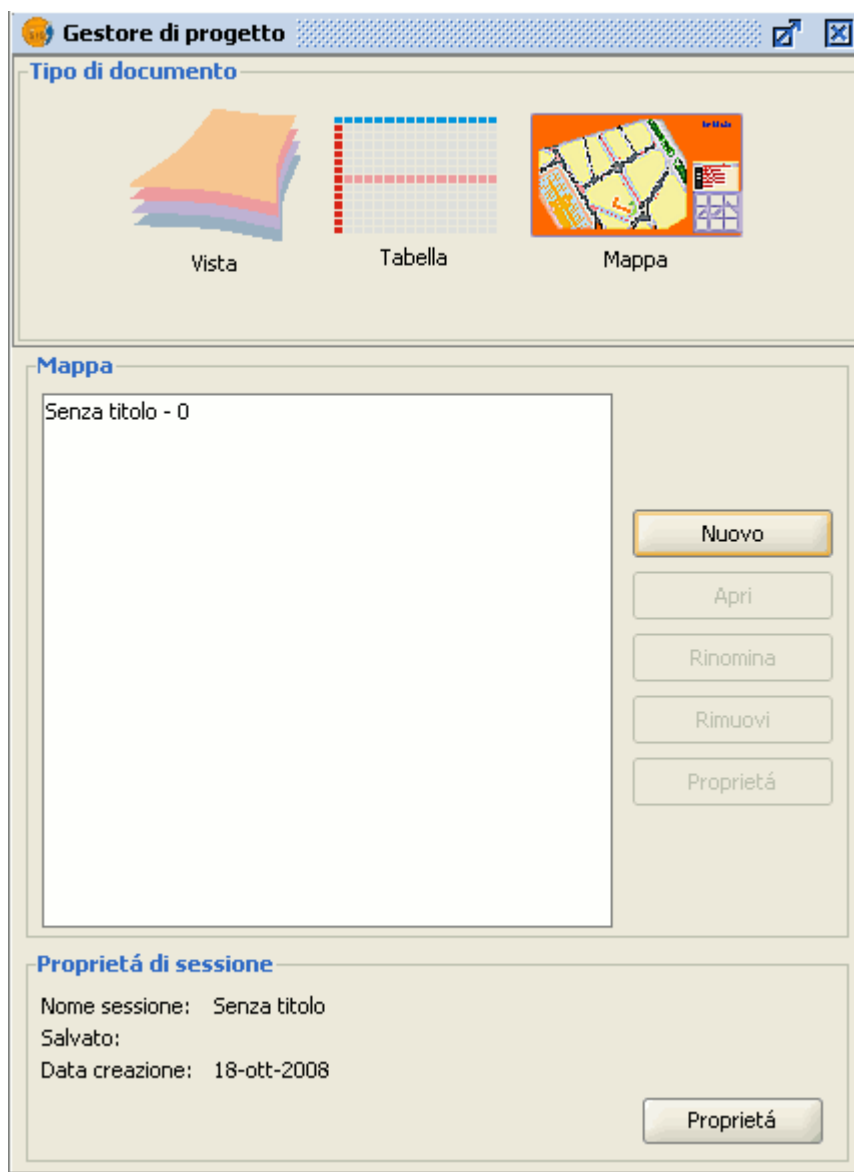 Gestore di progetto
Tipo di documento
Vista
Tabella
Mappa
Mappa
Senza titolo - 0
Nuovo
Apri
Rinomina
Rimuovi
Proprietá
Proprietá di sessione
Nome sessione: Senza titolo
Salvato:
Data creazione: 18-ott-2008
Proprietá